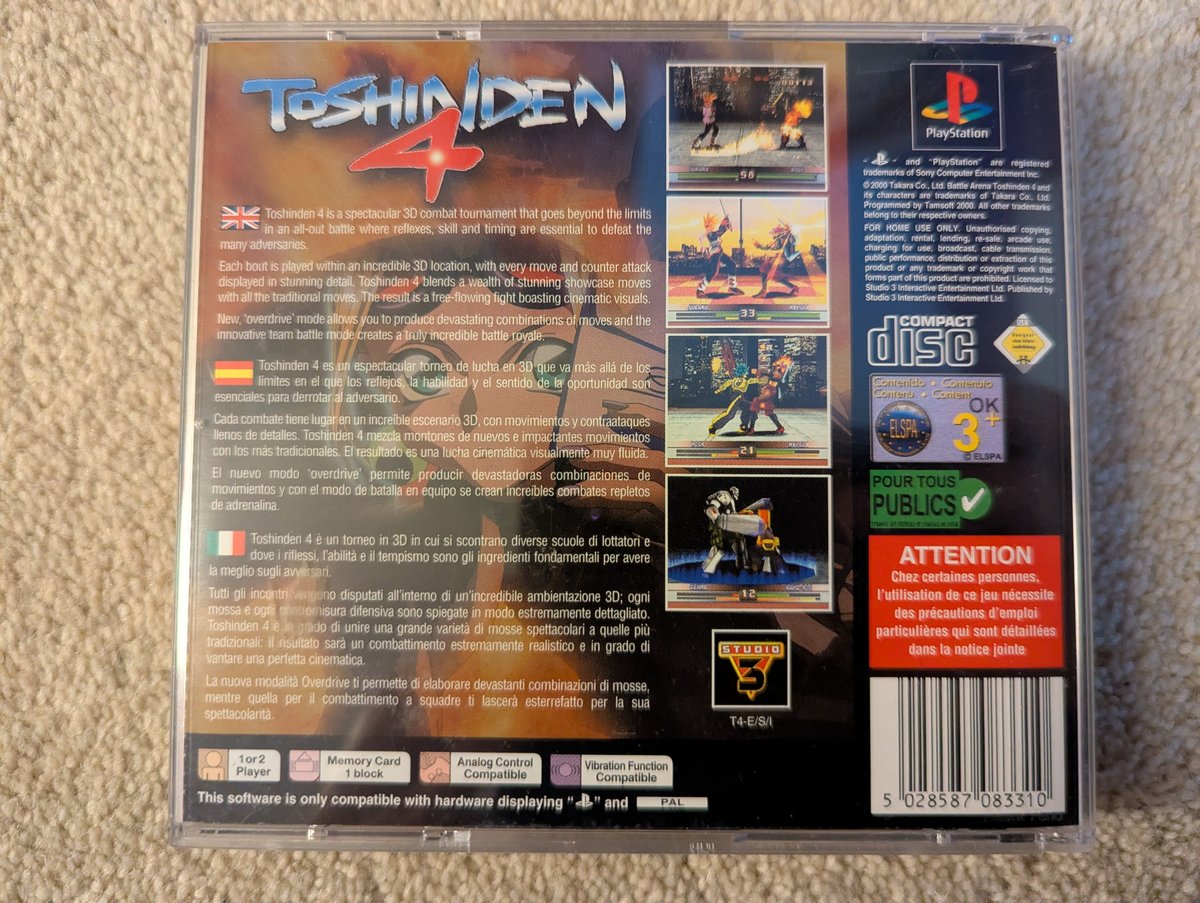 TOSHINDEN
4
Toshinden 4 is a spectacular 3D combat tournament that goes beyond the limits
in an all-out battle where reflexes, skill and timing are essential to defeat the
many adversaries.
Each bout is played within an incredible 3D location, with every move and counter attack
displayed in stunning detail. Toshinden 4 blends a wealth of stunning showcase moves
with all the traditional moves. The result is a free-flowing fight boasting cinematic visuals.
New, 'overdrive' mode allows you to produce devastating combinations of moves and the
innovative team battle mode creates a truly incredible battle royale.
Toshinden 4 es un espectacular torneo de lucha en 3D que va más allá de los
límites en el que los reflejos, la habilidad y el sentido de la oportunidad son
esenciales para derrotar al adversario.
Cada combate tiene lugar en un increíble escenario 3D, con movimientos y contraataques
llenos de detalles. Toshinden 4 mezcla montones de nuevos e impactantes movimientos
con los más tradicionales. El resultado es una lucha cinemática visualmente muy fluida.
El nuevo modo 'overdrive' permite producir devastadoras combinaciones de
movimientos y con el modo de batalla en equipo se crean increíbles combates repletos
de adrenalina.
Toshinden 4 è un torneo in 3D in cui si scontrano diverse scuole di lottatori e
dove i riflessi, l'abilità e il tempismo sono gli ingredienti fondamentali per avere
la meglio sugli avversari.
Tutti gli incontri vengono disputati all'interno di un'incredibile ambientazione 3D; ogni
mossa e ogni contromisura difensiva sono spiegate in modo estremamente dettagliato.
Toshinden 4 è in grado di unire una grande varietà di mosse spettacolari a quelle più
tradizionali: il risultato sarà un combattimento estremamente realistico e in grado di
vantare una perfetta cinematica.
La nuova modalità Overdrive ti permette di elaborare devastanti combinazioni di mosse,
mentre quella per il combattimento a squadre ti lascerà esterrefatto per la sua
spettacolarità.
58
33
21
12
STUDIO
3
T4-E/S/I
PlayStation
" " and "PlayStation" are registered
trademarks of Sony Computer Entertainment Inc.
© 2000 Takara Co., Ltd. Battle Arena Toshinden 4 and
its characters are trademarks of Takara Co., Ltd.
Programmed by Tamsoft 2000. All other trademarks
belong to their respective owners.
FOR HOME USE ONLY. Unauthorised copying,
adaptation, rental, lending, re-sale, arcade use,
charging for use, broadcast, cable transmission,
public performance, distribution or extraction of this
product or any trademark or copyright work that
forms part of this product are prohibited. Licensed to
Studio 3 Interactive Entertainment Ltd. Published by
Studio 3 Interactive Entertainment Ltd.
COMPACT
disc
Contenido • Contenuto
Contenu • Content
OK
ELSPA
3+
© ELSPA
POUR TOUS
PUBLICS
ATTENTION
Chez certaines personnes,
l'utilisation de ce jeu nécessite
des précautions d'emploi
particulières qui sont détaillées
dans la notice jointe
5 028587 083310
1 or 2
Player
Memory Card
1 block
Analog Control
Compatible
Vibration Function
Compatible
This software is only compatible with hardware displaying " " and PAL